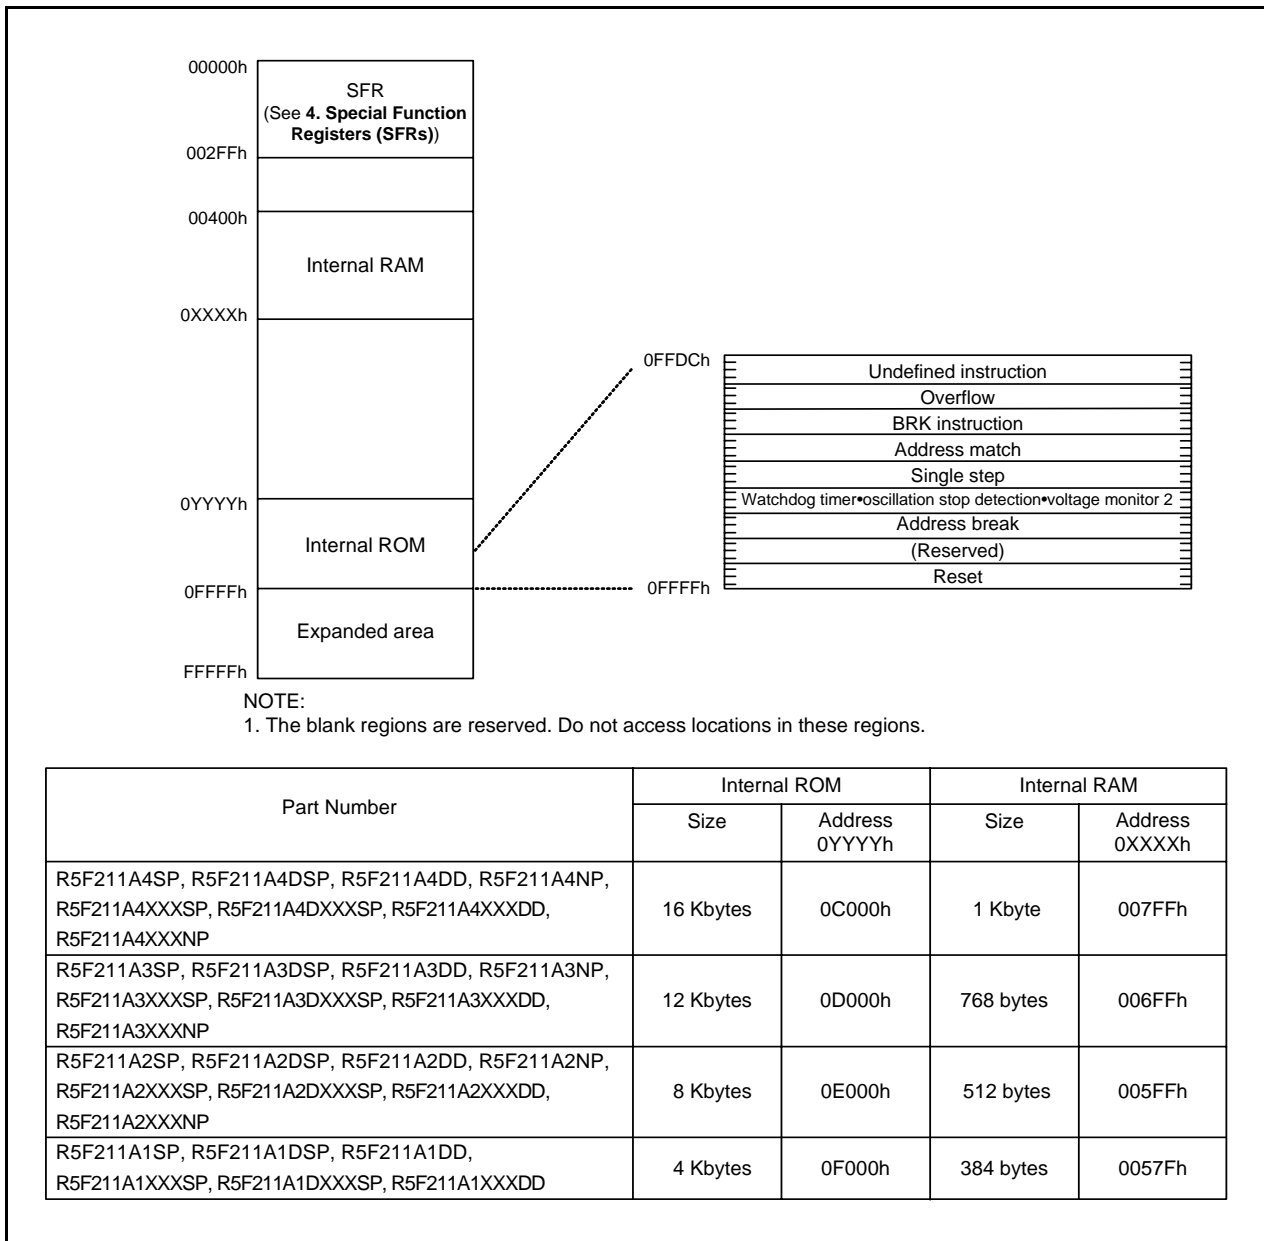 00000h
SFR
(See 4. Special Function
Registers (SFRs))
002FFh
00400h
Internal RAM
0XXXXh
0YYYYh
Internal ROM
0FFFFh
Expanded area
FFFFFh
0FFDCh
Undefined instruction
Overflow
BRK instruction
Address match
Single step
Watchdog timer•oscillation stop detection•voltage monitor 2
Address break
(Reserved)
Reset
0FFFFh
NOTE:
1. The blank regions are reserved. Do not access locations in these regions.
Part Number
Internal ROM
Internal RAM
Size
Address
0YYYYh
Size
Address
0XXXXh
R5F211A4SP, R5F211A4DSP, R5F211A4DD, R5F211A4NP,
R5F211A4XXXSP, R5F211A4DXXXSP, R5F211A4XXXDD,
R5F211A4XXXNP
16 Kbytes
0C000h
1 Kbyte
007FFh
R5F211A3SP, R5F211A3DSP, R5F211A3DD, R5F211A3NP,
R5F211A3XXXSP, R5F211A3DXXXSP, R5F211A3XXXDD,
R5F211A3XXXNP
12 Kbytes
0D000h
768 bytes
006FFh
R5F211A2SP, R5F211A2DSP, R5F211A2DD, R5F211A2NP,
R5F211A2XXXSP, R5F211A2DXXXSP, R5F211A2XXXDD,
R5F211A2XXXNP
8 Kbytes
0E000h
512 bytes
005FFh
R5F211A1SP, R5F211A1DSP, R5F211A1DD,
R5F211A1XXXSP, R5F211A1DXXXSP, R5F211A1XXXDD
4 Kbytes
0F000h
384 bytes
0057Fh